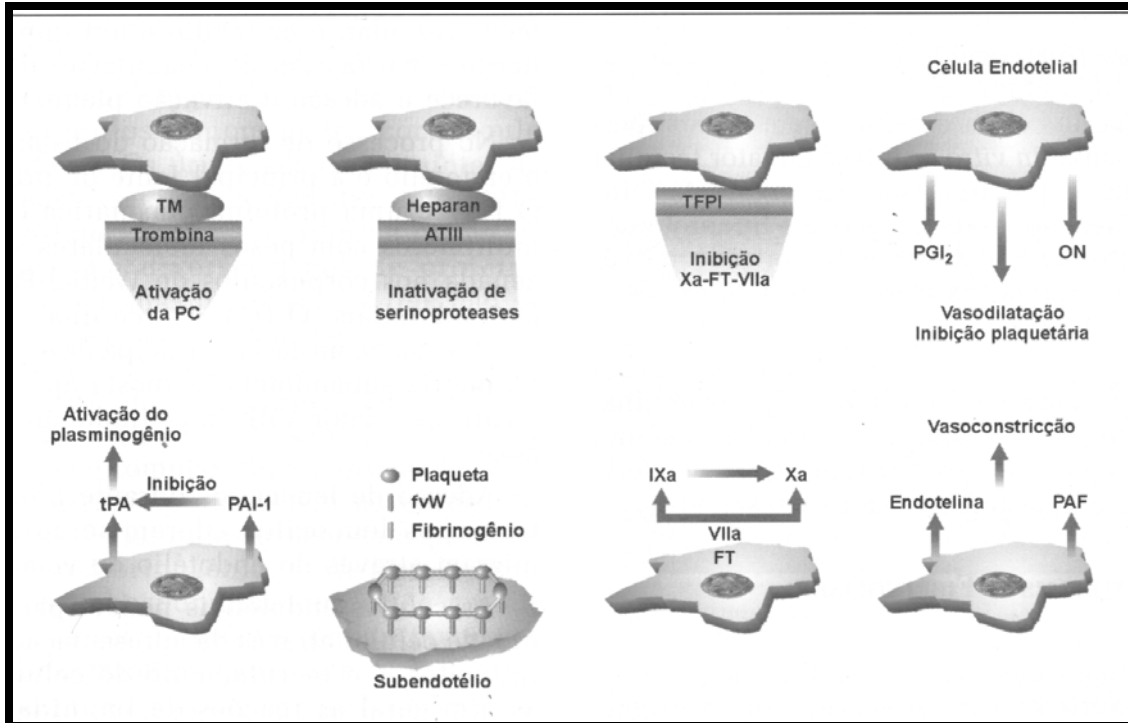 Célula Endotelial
TM
Trombina
Ativação
da PC
Heparan
ATIII
Inativação de
serinoproteases
TFPI
Inibição
Xa-FT-VIIa
PGI₂
ON
Vasodilatação
Inibição plaquetária
Ativação do
plasminogênio
Inibição
tPA
PAI-1
Plaqueta
fvW
Fibrinogênio
Subendotélio
IXa
Xa
VIIa
FT
Vasoconstricção
Endotelina
PAF